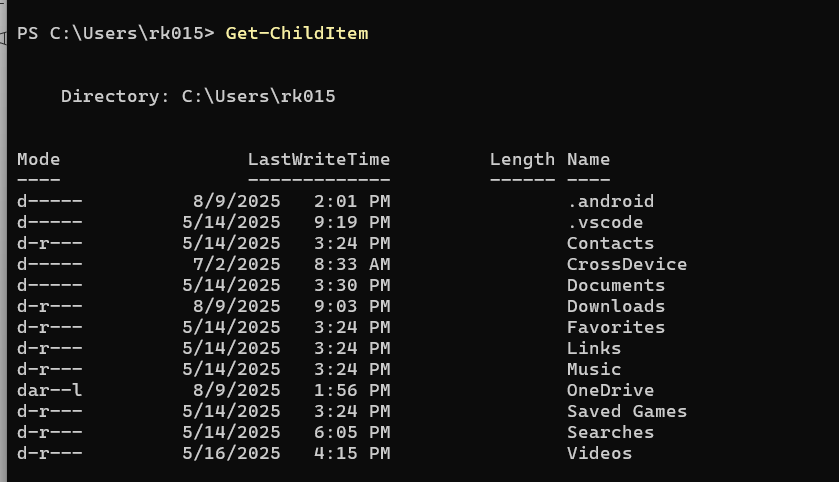 PS C:\Users\rk015> Get-ChildItem
Directory: C:\Users\rk015
Mode                 LastWriteTime         Length Name
----                 -------------         ------ ----
d-----          8/9/2025   2:01 PM                .android
d-----         5/14/2025   9:19 PM                .vscode
d-r---         5/14/2025   3:24 PM                Contacts
d-----          7/2/2025   8:33 AM                CrossDevice
d-----         5/14/2025   3:30 PM                Documents
d-r---          8/9/2025   9:03 PM                Downloads
d-r---         5/14/2025   3:24 PM                Favorites
d-r---         5/14/2025   3:24 PM                Links
d-r---         5/14/2025   3:24 PM                Music
dar--l          8/9/2025   1:56 PM                OneDrive
d-r---         5/14/2025   3:24 PM                Saved Games
d-r---         5/14/2025   6:05 PM                Searches
d-r---         5/16/2025   4:15 PM                Videos